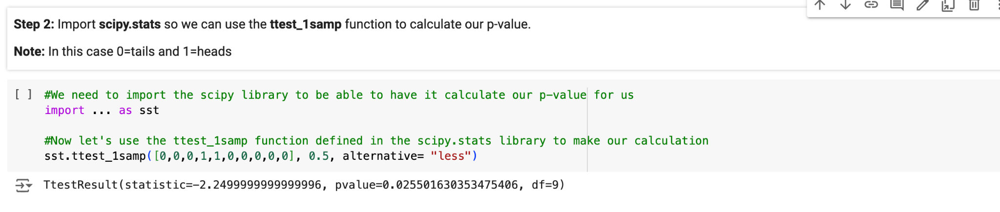 Step 2: Import scipy.stats so we can use the ttest_1samp function to calculate our p-value.
Note: In this case 0=tails and 1=heads
[ ] #We need to import the scipy library to be able to have it calculate our p-value for us
import ... as sst
#Now let's use the ttest_1samp function defined in the scipy.stats library to make our calculation
sst.ttest_1samp([0,0,0,1,1,0,0,0,0,0], 0.5, alternative= "less")
TtestResult(statistic=-2.2499999999999996, pvalue=0.025501630353475406, df=9)